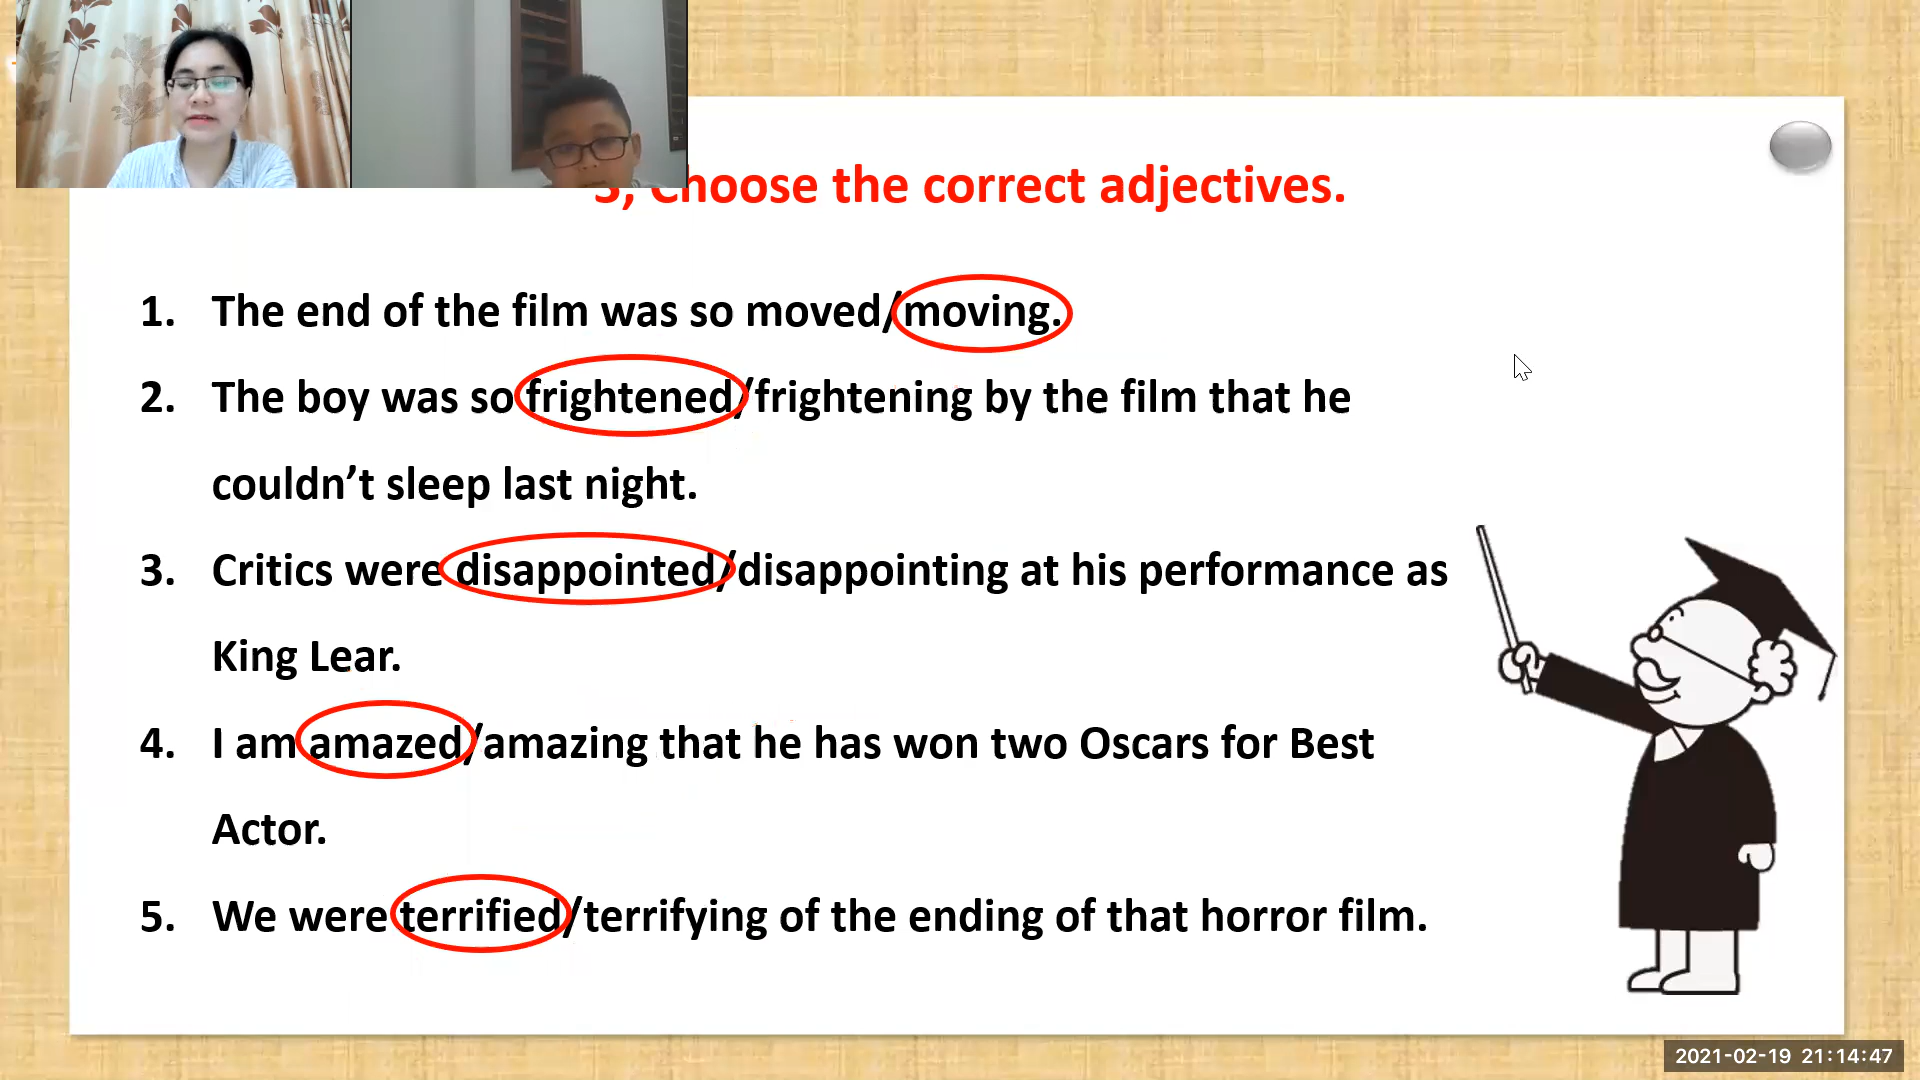 3, Choose the correct adjectives.
1. The end of the film was so moved/moving.
2. The boy was so frightened/frightening by the film that he
couldn’t sleep last night.
3. Critics were disappointed/disappointing at his performance as
King Lear.
4. I am amazed/amazing that he has won two Oscars for Best
Actor.
5. We were terrified/terrifying of the ending of that horror film.
2021-02-19 21:14:47